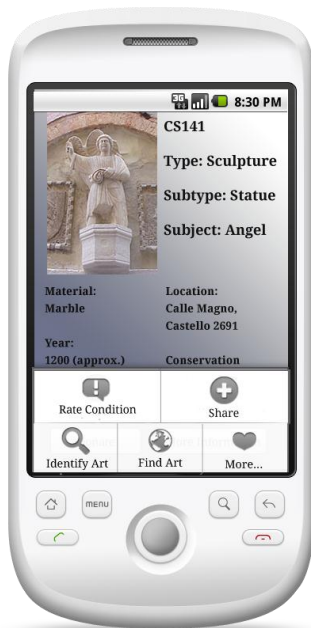 3G
8:30 PM
CS141
Type: Sculpture
Subtype: Statue
Subject: Angel
Material:
Marble
Location:
Calle Magno,
Castello 2691
Year:
1200 (approx.)
Conservation
Rate Condition
Share
Identify Art
Find Art
More...
MENU